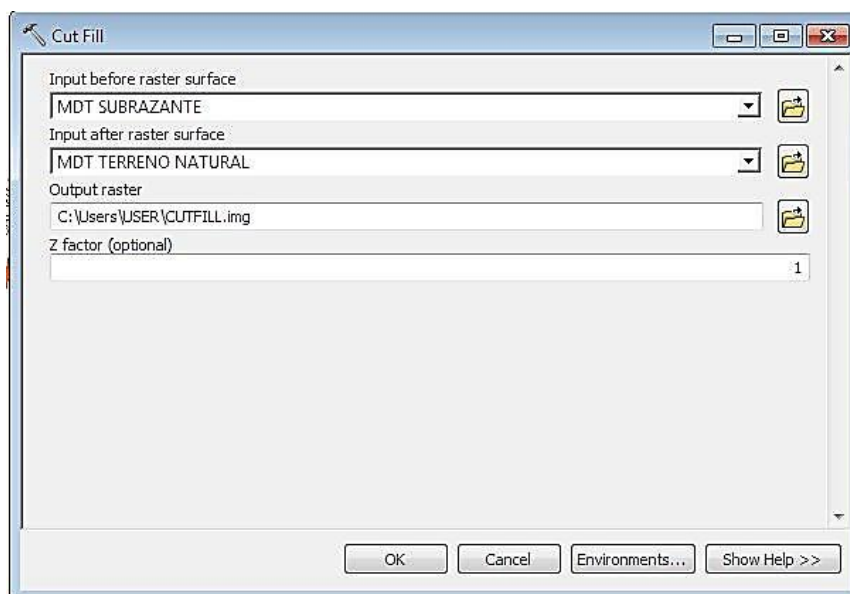 Cut Fill
Input before raster surface
MDT SUBRAZANTE
Input after raster surface
MDT TERRENO NATURAL
Output raster
C:\Users\USER\CUTFILL.img
Z factor (optional)
1
OK Cancel Environments... Show Help >>